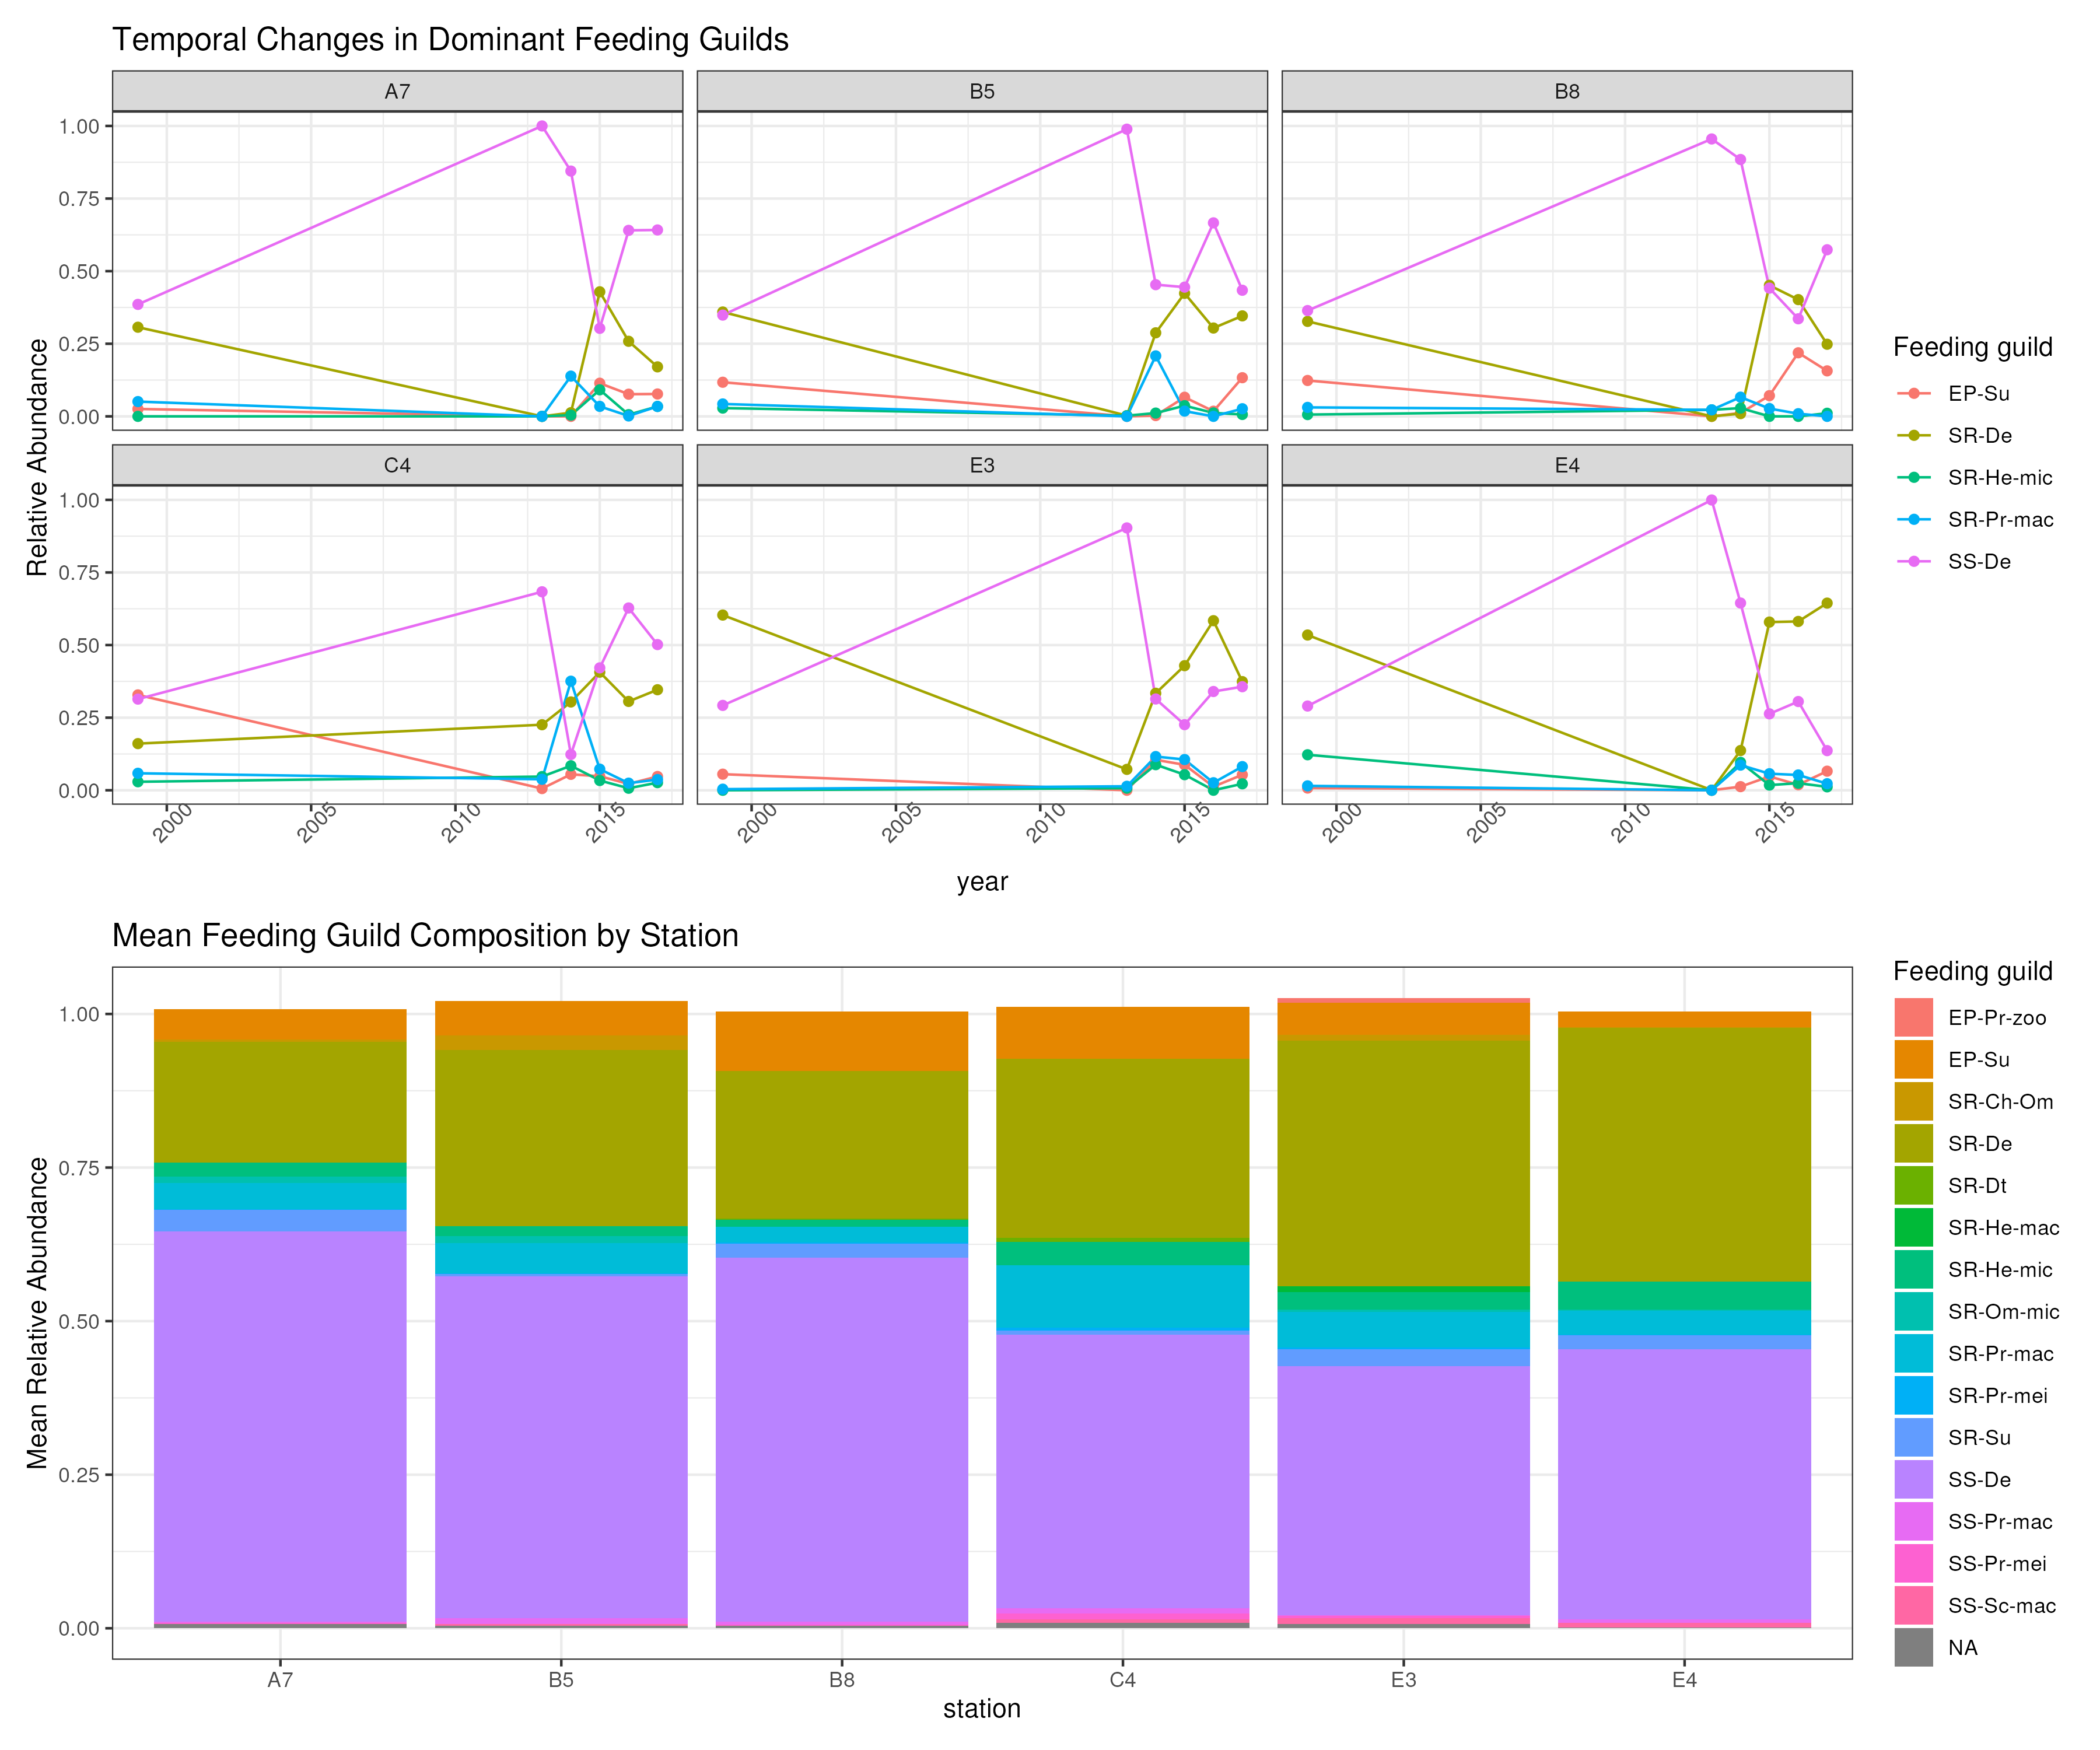 Temporal Changes in Dominant Feeding Guilds
A7
B5
B8
1.00
0.75
0.50
0.25
0.00
C4
E3
E4
1.00
0.75
0.50
0.25
0.00
Relative Abundance
2000
2005
2010
2015
2000
2005
2010
2015
2000
2005
2010
2015
year
Feeding guild
EP-Su
SR-De
SR-He-mic
SR-Pr-mac
SS-De
Mean Feeding Guild Composition by Station
Mean Relative Abundance
1.00
0.75
0.50
0.25
0.00
A7
B5
B8
C4
E3
E4
station
Feeding guild
EP-Pr-zoo
EP-Su
SR-Ch-Om
SR-De
SR-Dt
SR-He-mac
SR-He-mic
SR-Om-mic
SR-Pr-mac
SR-Pr-mei
SR-Su
SS-De
SS-Pr-mac
SS-Pr-mei
SS-Sc-mac
NA